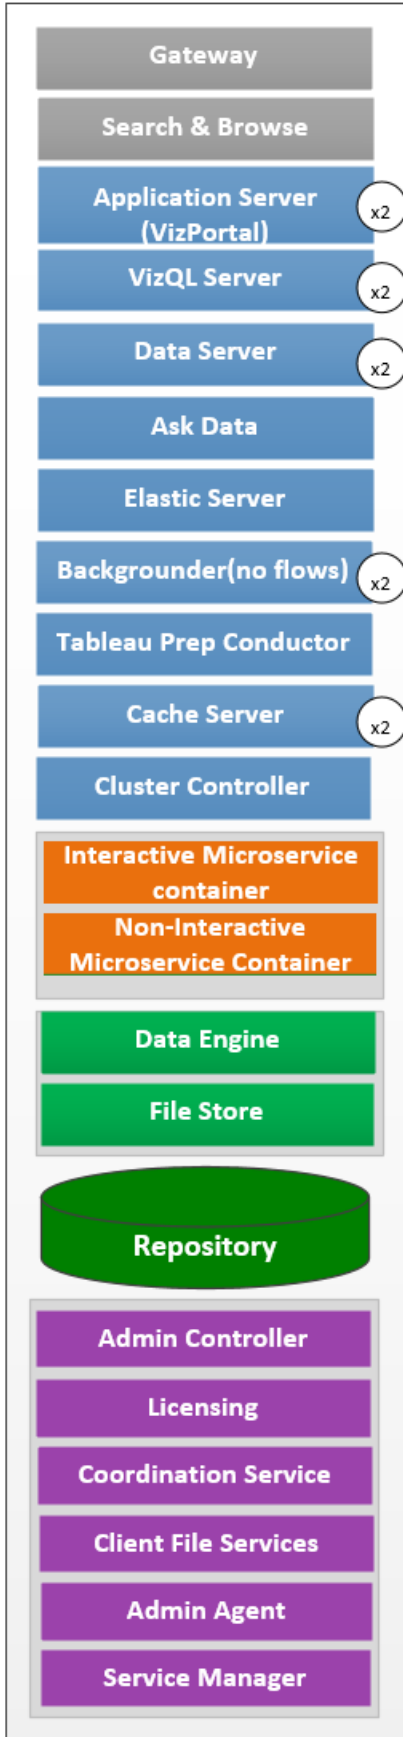 Gateway
Search & Browse
Application Server
(VizPortal)
x2
VizQL Server
x2
Data Server
x2
Ask Data
Elastic Server
Backgrounder(no flows)
x2
Tableau Prep Conductor
Cache Server
x2
Cluster Controller
Interactive Microservice
container
Non-Interactive
Microservice Container
Data Engine
File Store
Repository
Admin Controller
Licensing
Coordination Service
Client File Services
Admin Agent
Service Manager